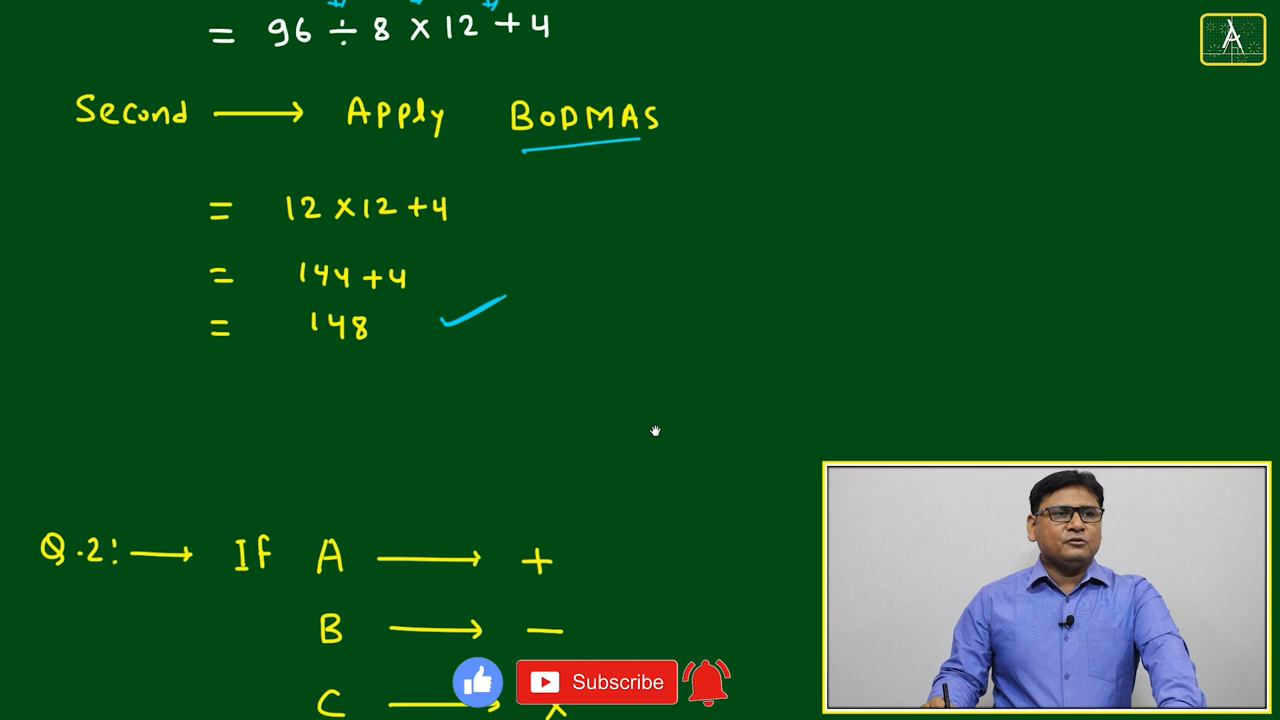 = 96 ÷ 8 × 12 + 4
Second → Apply BODMAS
= 12 × 12 + 4
= 144 + 4
= 148 ✓
Q.2:→ If A → +
B → −
C → ×
Subscribe